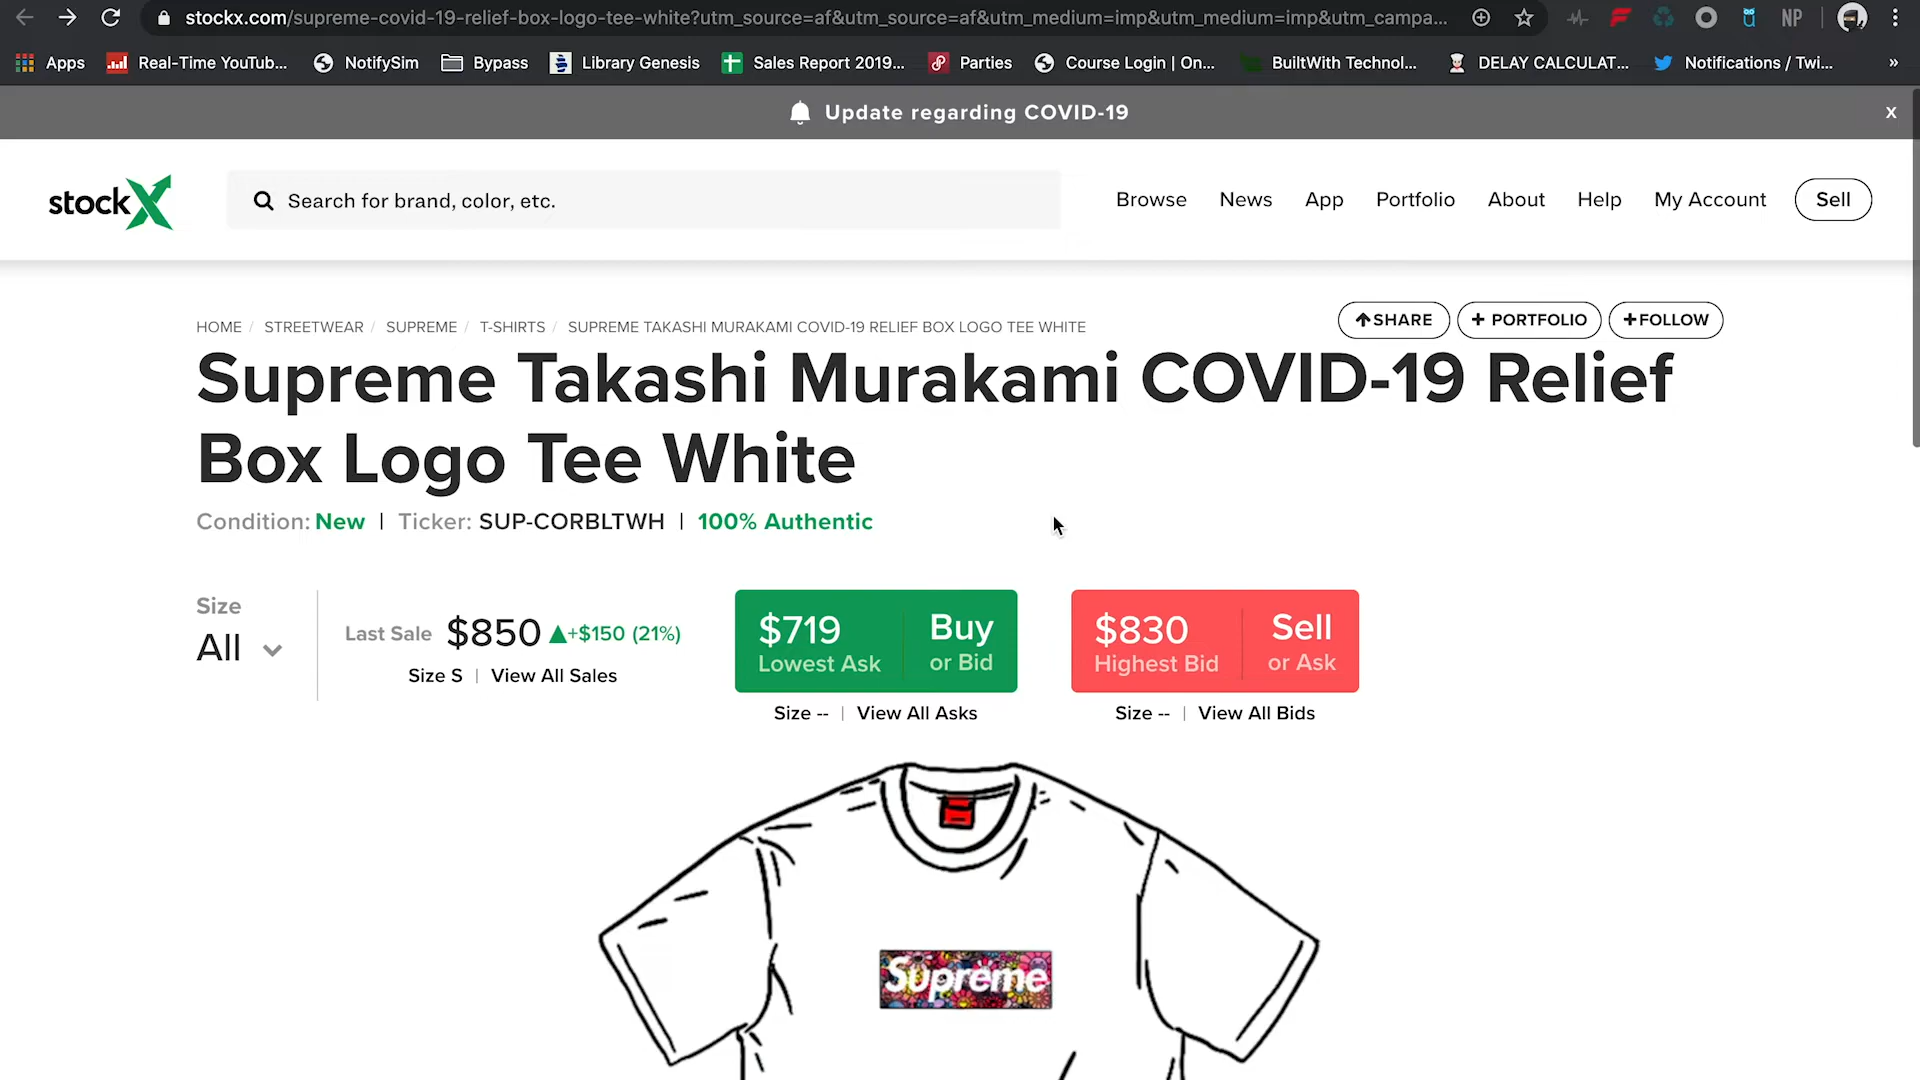 stockx.com/supreme-covid-19-relief-box-logo-tee-white?utm_source=af&utm_source=af&utm_medium=imp&utm_medium=imp&utm_campa...
NP
Apps
Real-Time YouTub...
NotifySim
Bypass
Library Genesis
Sales Report 2019...
Parties
Course Login | On...
BuiltWith Technol...
DELAY CALCULAT...
Notifications / Twi...
»
Update regarding COVID-19
x
stockX
Search for brand, color, etc.
Browse
News
App
Portfolio
About
Help
My Account
Sell
HOME / STREETWEAR / SUPREME / T-SHIRTS / SUPREME TAKASHI MURAKAMI COVID-19 RELIEF BOX LOGO TEE WHITE
SHARE
+ PORTFOLIO
+FOLLOW
Supreme Takashi Murakami COVID-19 Relief
Box Logo Tee White
Condition: New | Ticker: SUP-CORBLTWH | 100% Authentic
Size
All
Last Sale $850 ▲+$150 (21%)
Size S | View All Sales
$719 Buy
Lowest Ask or Bid
Size -- | View All Asks
$830 Sell
Highest Bid or Ask
Size -- | View All Bids
Supreme